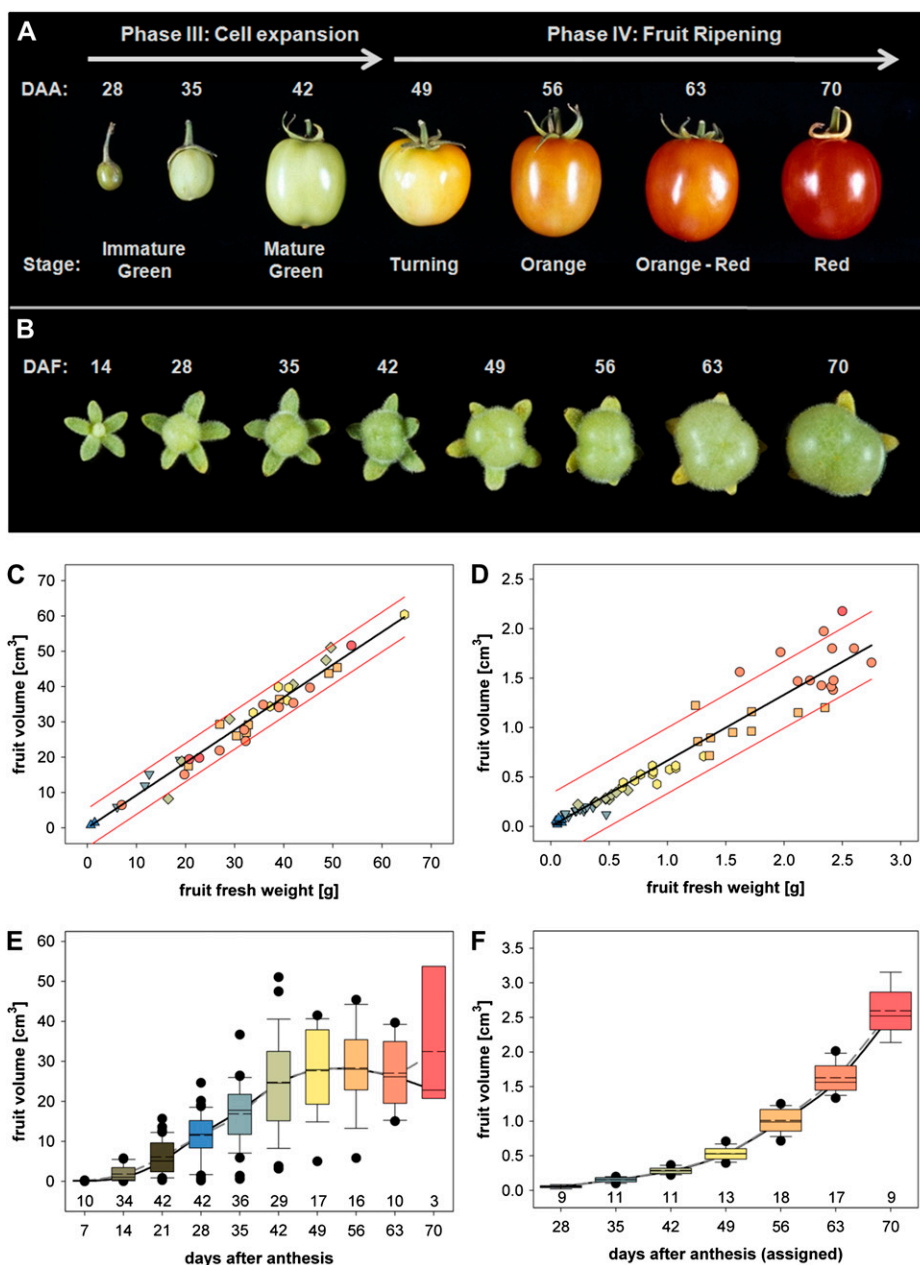 A
Phase III: Cell expansion
Phase IV: Fruit Ripening
DAA: 28 35 42 49 56 63 70
Stage: Immature Green Mature Green Turning Orange Orange - Red Red
B
DAF: 14 28 35 42 49 56 63 70
C
fruit volume [cm³]
70
60
50
40
30
20
10
0
0 10 20 30 40 50 60 70
fruit fresh weight [g]
D
fruit volume [cm³]
2.5
2.0
1.5
1.0
0.5
0.0
0.0 0.5 1.0 1.5 2.0 2.5 3.0
fruit fresh weight [g]
E
fruit volume [cm³]
60
50
40
30
20
10
0
10 34 42 42 36 29 17 16 10 3
7 14 21 28 35 42 49 56 63 70
days after anthesis
F
fruit volume [cm³]
3.5
3.0
2.5
2.0
1.5
1.0
0.5
0.0
9 11 11 13 18 17 9
28 35 42 49 56 63 70
days after anthesis (assigned)